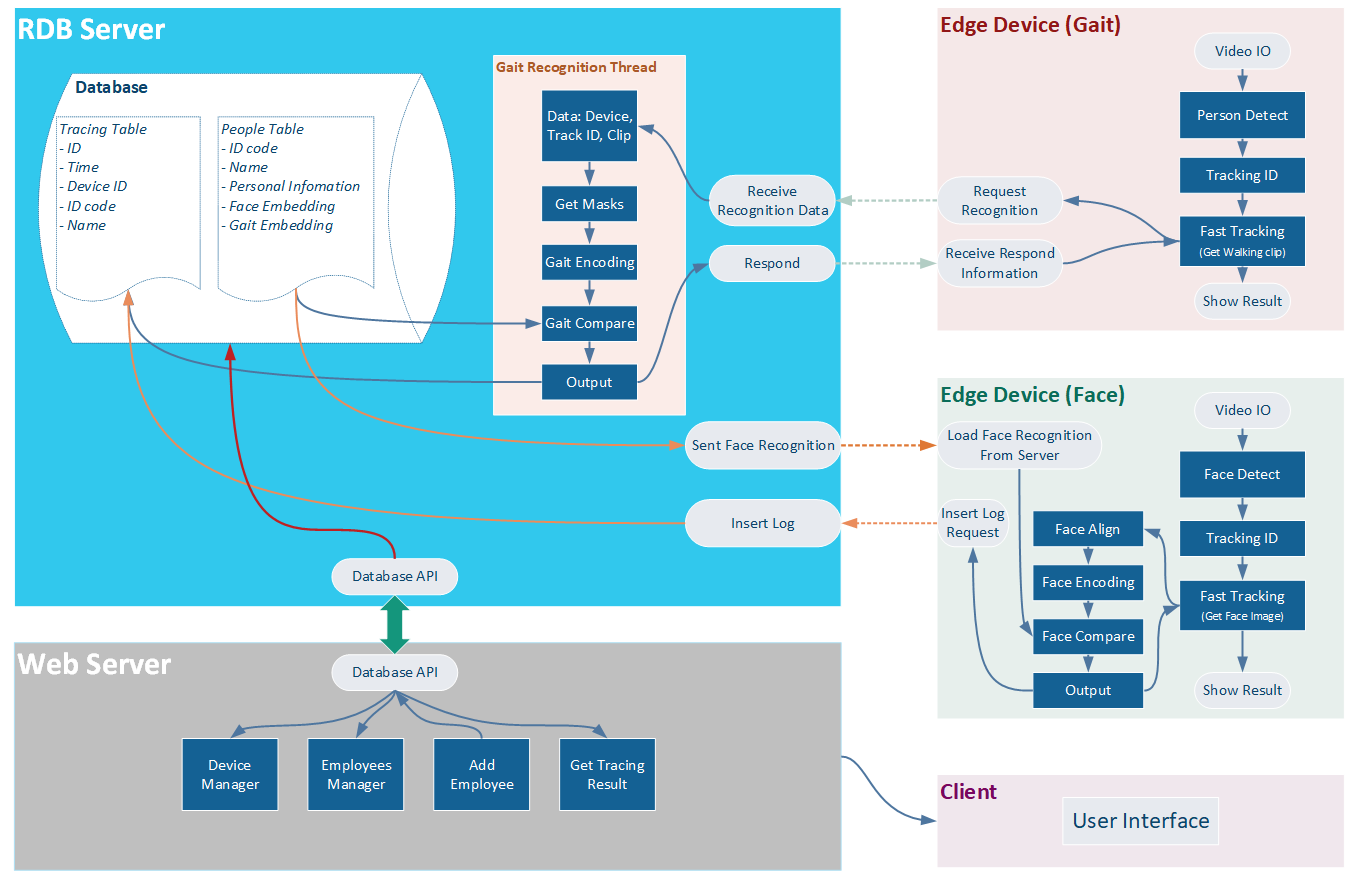 RDB Server
Database
Tracing Table
- ID
- Time
- Device ID
- ID code
- Name
People Table
- ID code
- Name
- Personal Infomation
- Face Embedding
- Gait Embedding
Gait Recognition Thread
Data: Device,
Track ID, Clip
Get Masks
Gait Encoding
Gait Compare
Output
Receive
Recognition Data
Respond
Sent Face Recognition
Insert Log
Database API
Edge Device (Gait)
Video IO
Person Detect
Tracking ID
Fast Tracking
(Get Walking clip)
Show Result
Request
Recognition
Receive Respond
Information
Edge Device (Face)
Video IO
Face Detect
Tracking ID
Fast Tracking
(Get Face Image)
Show Result
Load Face Recognition
From Server
Insert Log
Request
Face Align
Face Encoding
Face Compare
Output
Web Server
Database API
Device
Manager
Employees
Manager
Add
Employee
Get Tracing
Result
Client
User Interface